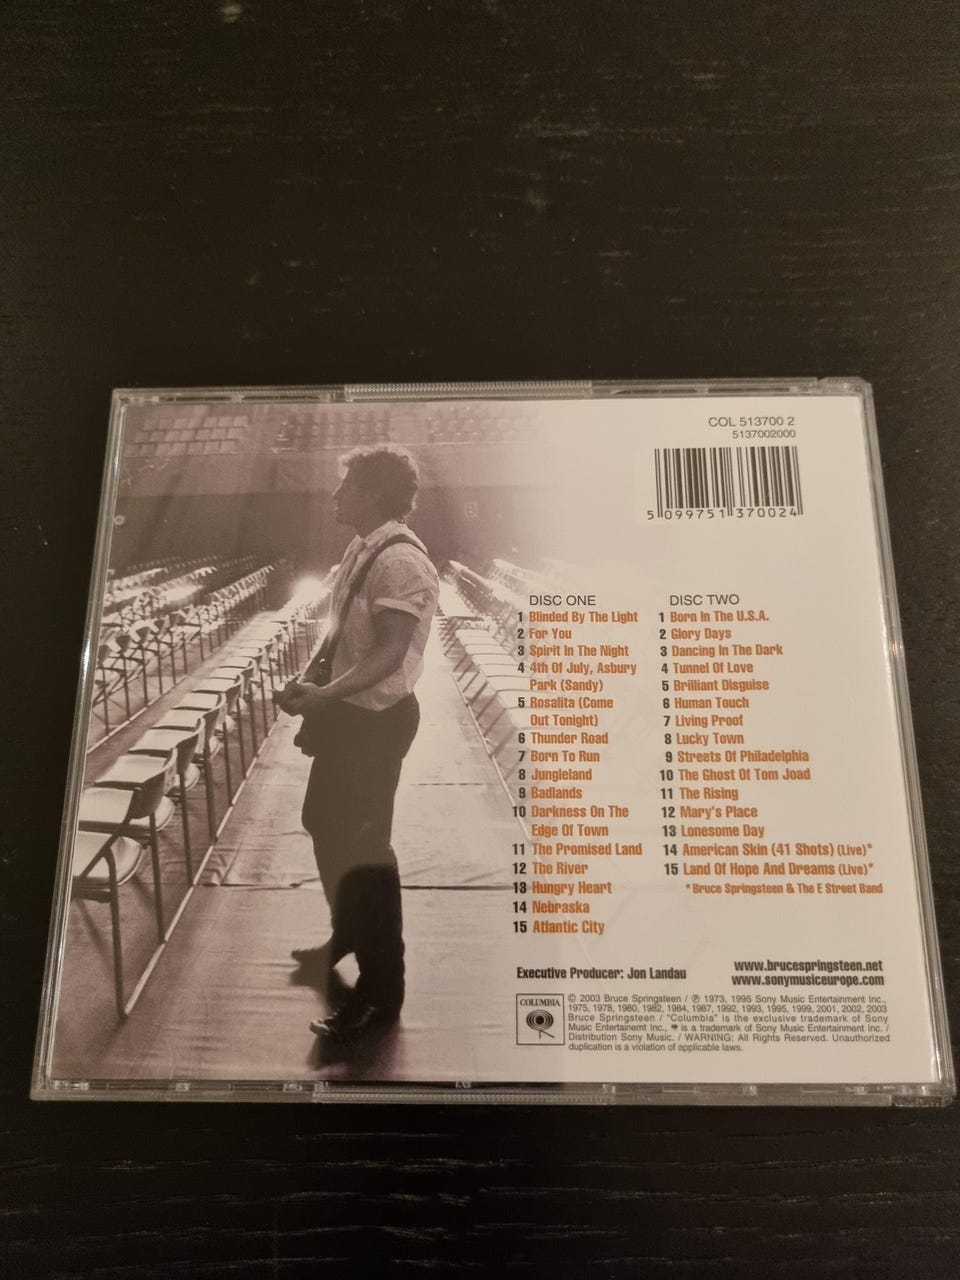 COL 513700 2
5137002000
5 099751 370024
DISC ONE
1 Blinded By The Light
2 For You
3 Spirit In The Night
4 4th Of July, Asbury
Park (Sandy)
5 Rosalita (Come
Out Tonight)
6 Thunder Road
7 Born To Run
8 Jungleland
9 Badlands
10 Darkness On The
Edge Of Town
11 The Promised Land
12 The River
13 Hungry Heart
14 Nebraska
15 Atlantic City
DISC TWO
1 Born In The U.S.A.
2 Glory Days
3 Dancing In The Dark
4 Tunnel Of Love
5 Brilliant Disguise
6 Human Touch
7 Living Proof
8 Lucky Town
9 Streets Of Philadelphia
10 The Ghost Of Tom Joad
11 The Rising
12 Mary's Place
13 Lonesome Day
14 American Skin (41 Shots) (Live)*
15 Land Of Hope And Dreams (Live)*
*Bruce Springsteen & The E Street Band
Executive Producer: Jon Landau
www.brucespringsteen.net
www.sonymusiceurope.com
COLUMBIA
© 2003 Bruce Springsteen / ℗ 1973, 1995 Sony Music Entertainment Inc.,
1975, 1978, 1980, 1982, 1984, 1987, 1992, 1993, 1995, 1999, 2001, 2002, 2003
Bruce Springsteen / "Columbia" is the exclusive trademark of Sony
Music Entertainemt Inc., is a trademark of Sony Music Entertainment Inc. /
Distribution Sony Music. / WARNING: All Rights Reserved. Unauthorized
duplication is a violation of applicable laws.